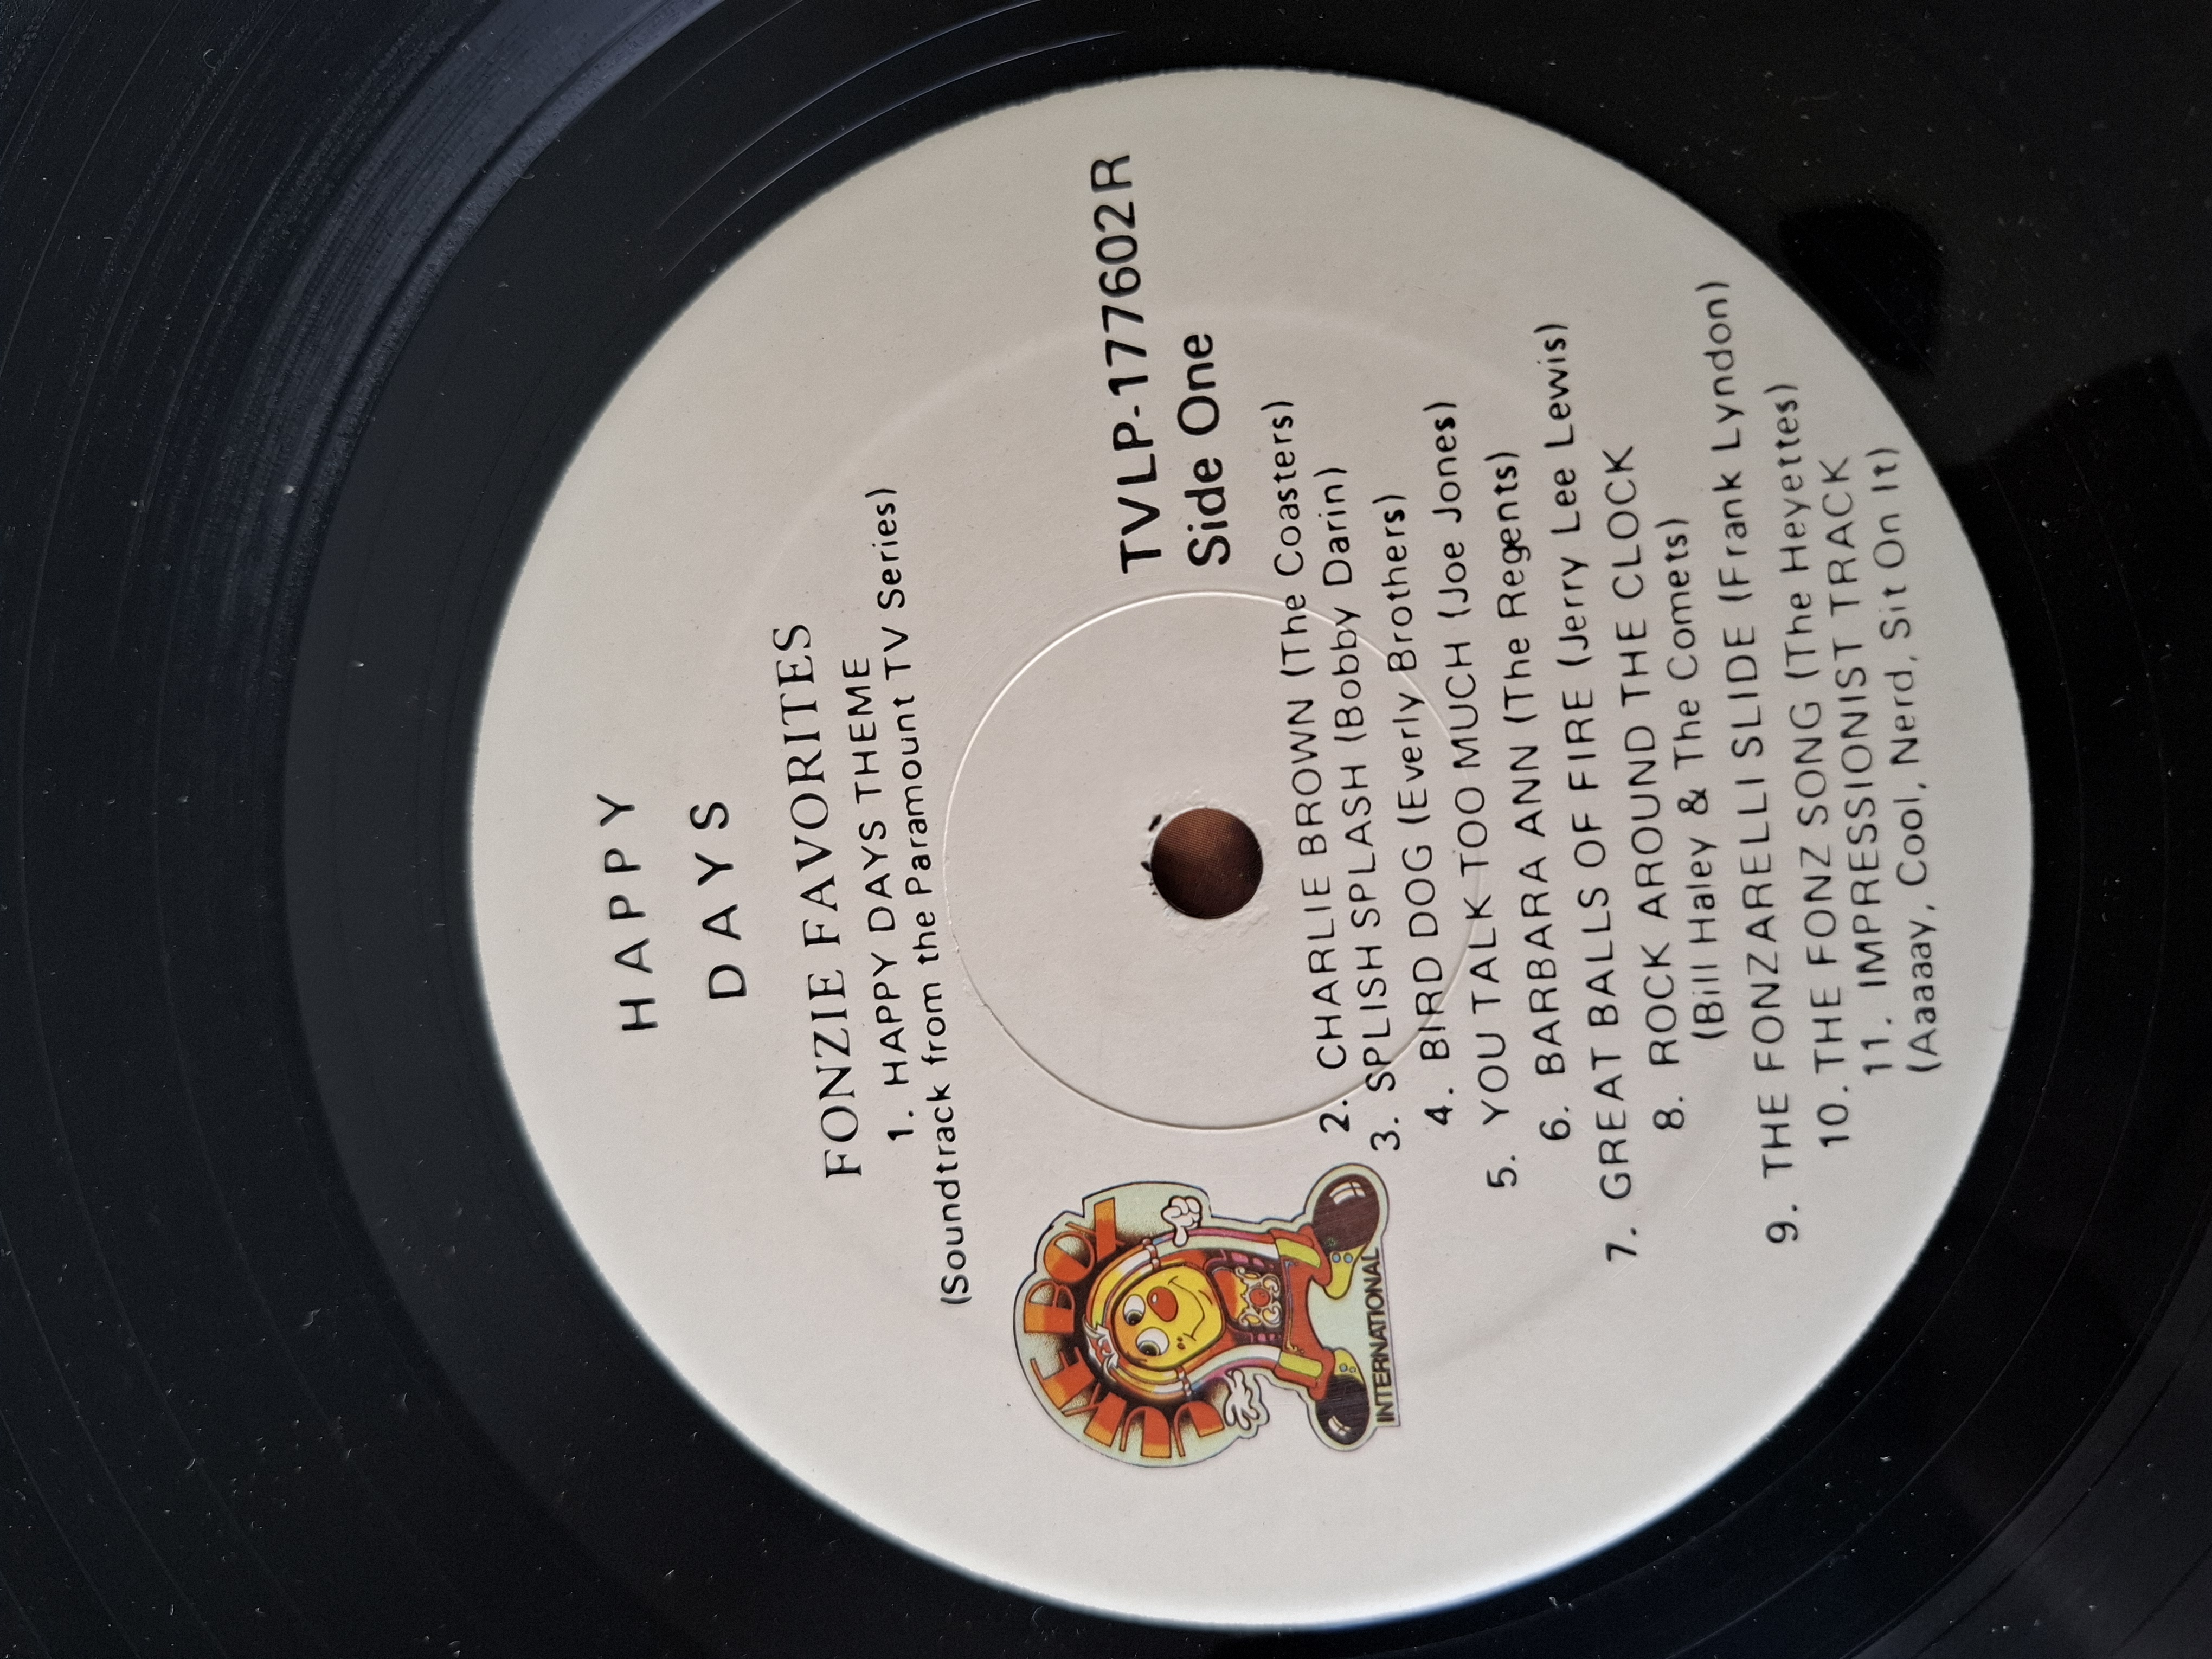 HAPPY
DAYS
FONZIE FAVORITES
1. HAPPY DAYS THEME
(Soundtrack from the Paramount TV Series)
JUKE BOX
INTERNATIONAL
TVLP-177602R
Side One
2. CHARLIE BROWN (The Coasters)
3. SPLISH SPLASH (Bobby Darin)
4. BIRD DOG (Everly Brothers)
5. YOU TALK TOO MUCH (Joe Jones)
6. BARBARA ANN (The Regents)
7. GREAT BALLS OF FIRE (Jerry Lee Lewis)
8. ROCK AROUND THE CLOCK
(Bill Haley & The Comets)
9. THE FONZARELLI SLIDE (Frank Lyndon)
10. THE FONZ SONG (The Heyettes)
11. IMPRESSIONIST TRACK
(Aaaaay, Cool, Nerd, Sit On It)